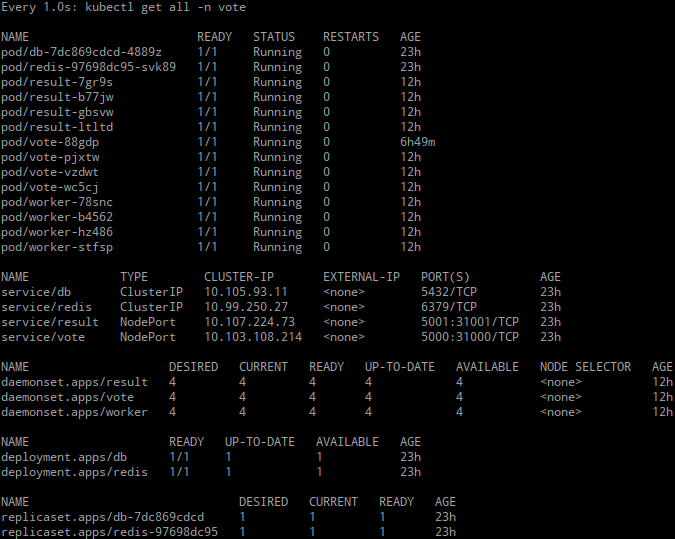 Every 1.0s: kubectl get all -n vote
NAME READY STATUS RESTARTS AGE
pod/db-7dc869cdcd-4889z 1/1 Running 0 23h
pod/redis-97698dc95-svk89 1/1 Running 0 23h
pod/result-7gr9s 1/1 Running 0 12h
pod/result-b77jw 1/1 Running 0 12h
pod/result-gbsvw 1/1 Running 0 12h
pod/result-ltltd 1/1 Running 0 12h
pod/vote-88gdp 1/1 Running 0 6h49m
pod/vote-pjxtw 1/1 Running 0 12h
pod/vote-vzdwt 1/1 Running 0 12h
pod/vote-wc5cj 1/1 Running 0 12h
pod/worker-78snc 1/1 Running 0 12h
pod/worker-b4562 1/1 Running 0 12h
pod/worker-hz486 1/1 Running 0 12h
pod/worker-stfsp 1/1 Running 0 12h
NAME TYPE CLUSTER-IP EXTERNAL-IP PORT(S) AGE
service/db ClusterIP 10.105.93.11 <none> 5432/TCP 23h
service/redis ClusterIP 10.99.250.27 <none> 6379/TCP 23h
service/result NodePort 10.107.224.73 <none> 5001:31001/TCP 23h
service/vote NodePort 10.103.108.214 <none> 5000:31000/TCP 23h
NAME DESIRED CURRENT READY UP-TO-DATE AVAILABLE NODE SELECTOR AGE
daemonset.apps/result 4 4 4 4 4 <none> 12h
daemonset.apps/vote 4 4 4 4 4 <none> 12h
daemonset.apps/worker 4 4 4 4 4 <none> 12h
NAME READY UP-TO-DATE AVAILABLE AGE
deployment.apps/db 1/1 1 1 23h
deployment.apps/redis 1/1 1 1 23h
NAME DESIRED CURRENT READY AGE
replicaset.apps/db-7dc869cdcd 1 1 1 23h
replicaset.apps/redis-97698dc95 1 1 1 23h